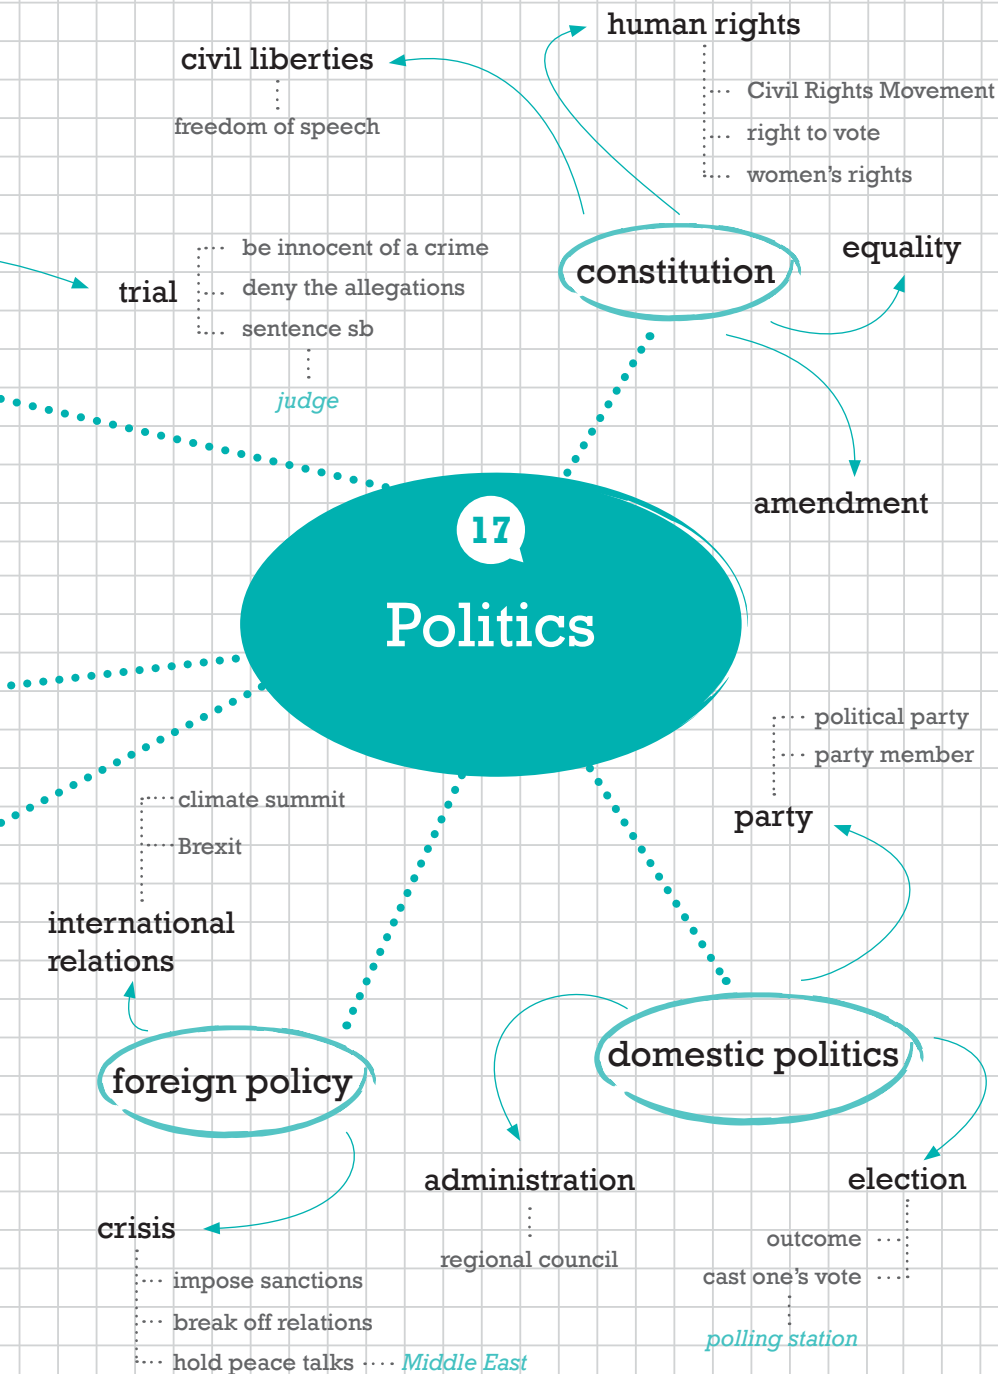 human rights
Civil Rights Movement
right to vote
women's rights
civil liberties
freedom of speech
constitution
equality
amendment
trial
be innocent of a crime
deny the allegations
sentence sb
judge
17
Politics
political party
party member
party
climate summit
Brexit
international
relations
foreign policy
domestic politics
administration
regional council
election
outcome
cast one's vote
polling station
crisis
impose sanctions
break off relations
hold peace talks
Middle East